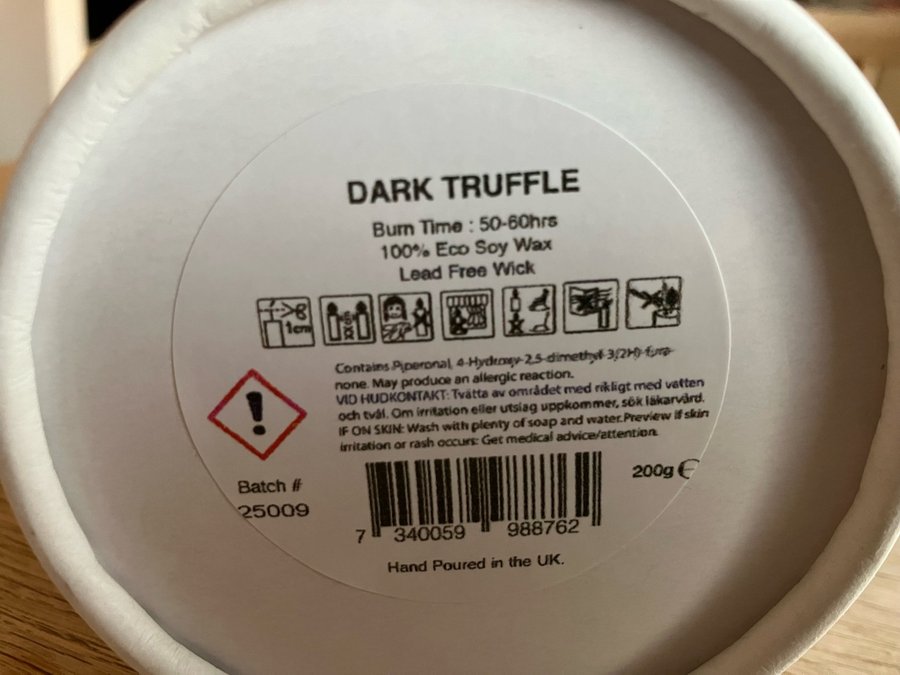 DARK TRUFFLE
Burn Time : 50-60hrs
100% Eco Soy Wax
Lead Free Wick
1cm
Contains Piperonal, 4-Hydroxy-2,5-dimethyl-3(2H)-fura-
none. May produce an allergic reaction.
VID HUDKONTAKT: Tvätta av området med rikligt med vatten
och tvål. Om irritation eller utslag uppkommer, sök läkarvård.
IF ON SKIN: Wash with plenty of soap and water.Preview if skin
irritation or rash occurs: Get medical advice/attention.
Batch #
25009
200g ℮
7 340059 988762
Hand Poured in the UK.